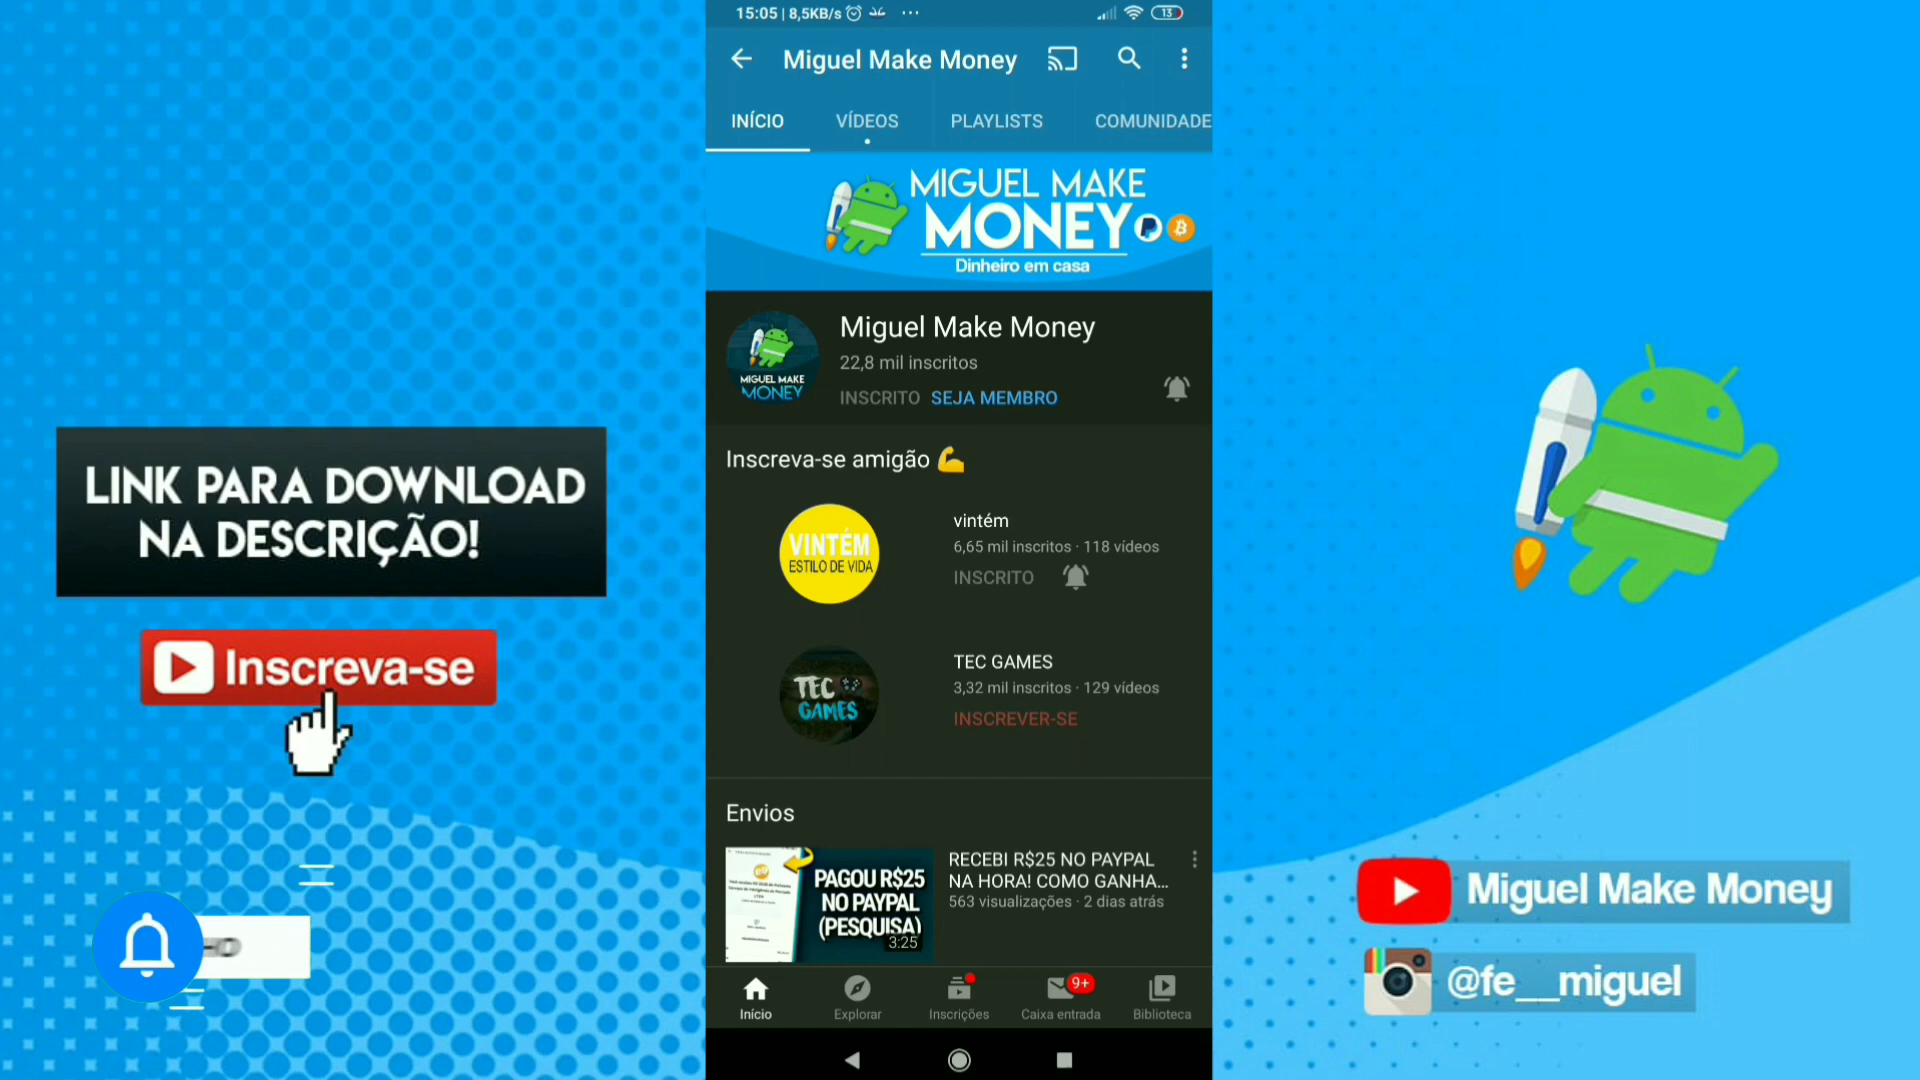 15:05 | 8,5KB/s
13
Miguel Make Money
INÍCIO
VÍDEOS
PLAYLISTS
COMUNIDADE
MIGUEL MAKE
MONEY
Dinheiro em casa
MIGUEL MAKE
MONEY
Miguel Make Money
22,8 mil inscritos
INSCRITO SEJA MEMBRO
Inscreva-se amigão
VINTÉM
ESTILO DE VIDA
vintém
6,65 mil inscritos · 118 vídeos
INSCRITO
TEC
GAMES
TEC GAMES
3,32 mil inscritos · 129 vídeos
INSCREVER-SE
Envios
PAGOU R$25
NO PAYPAL
(PESQUISA)
3:25
RECEBI R$25 NO PAYPAL
NA HORA! COMO GANHA...
563 visualizações · 2 dias atrás
Início
Explorar
Inscrições
9+
Caixa entrada
Biblioteca
LINK PARA DOWNLOAD
NA DESCRIÇÃO!
Inscreva-se
Miguel Make Money
@fe__miguel